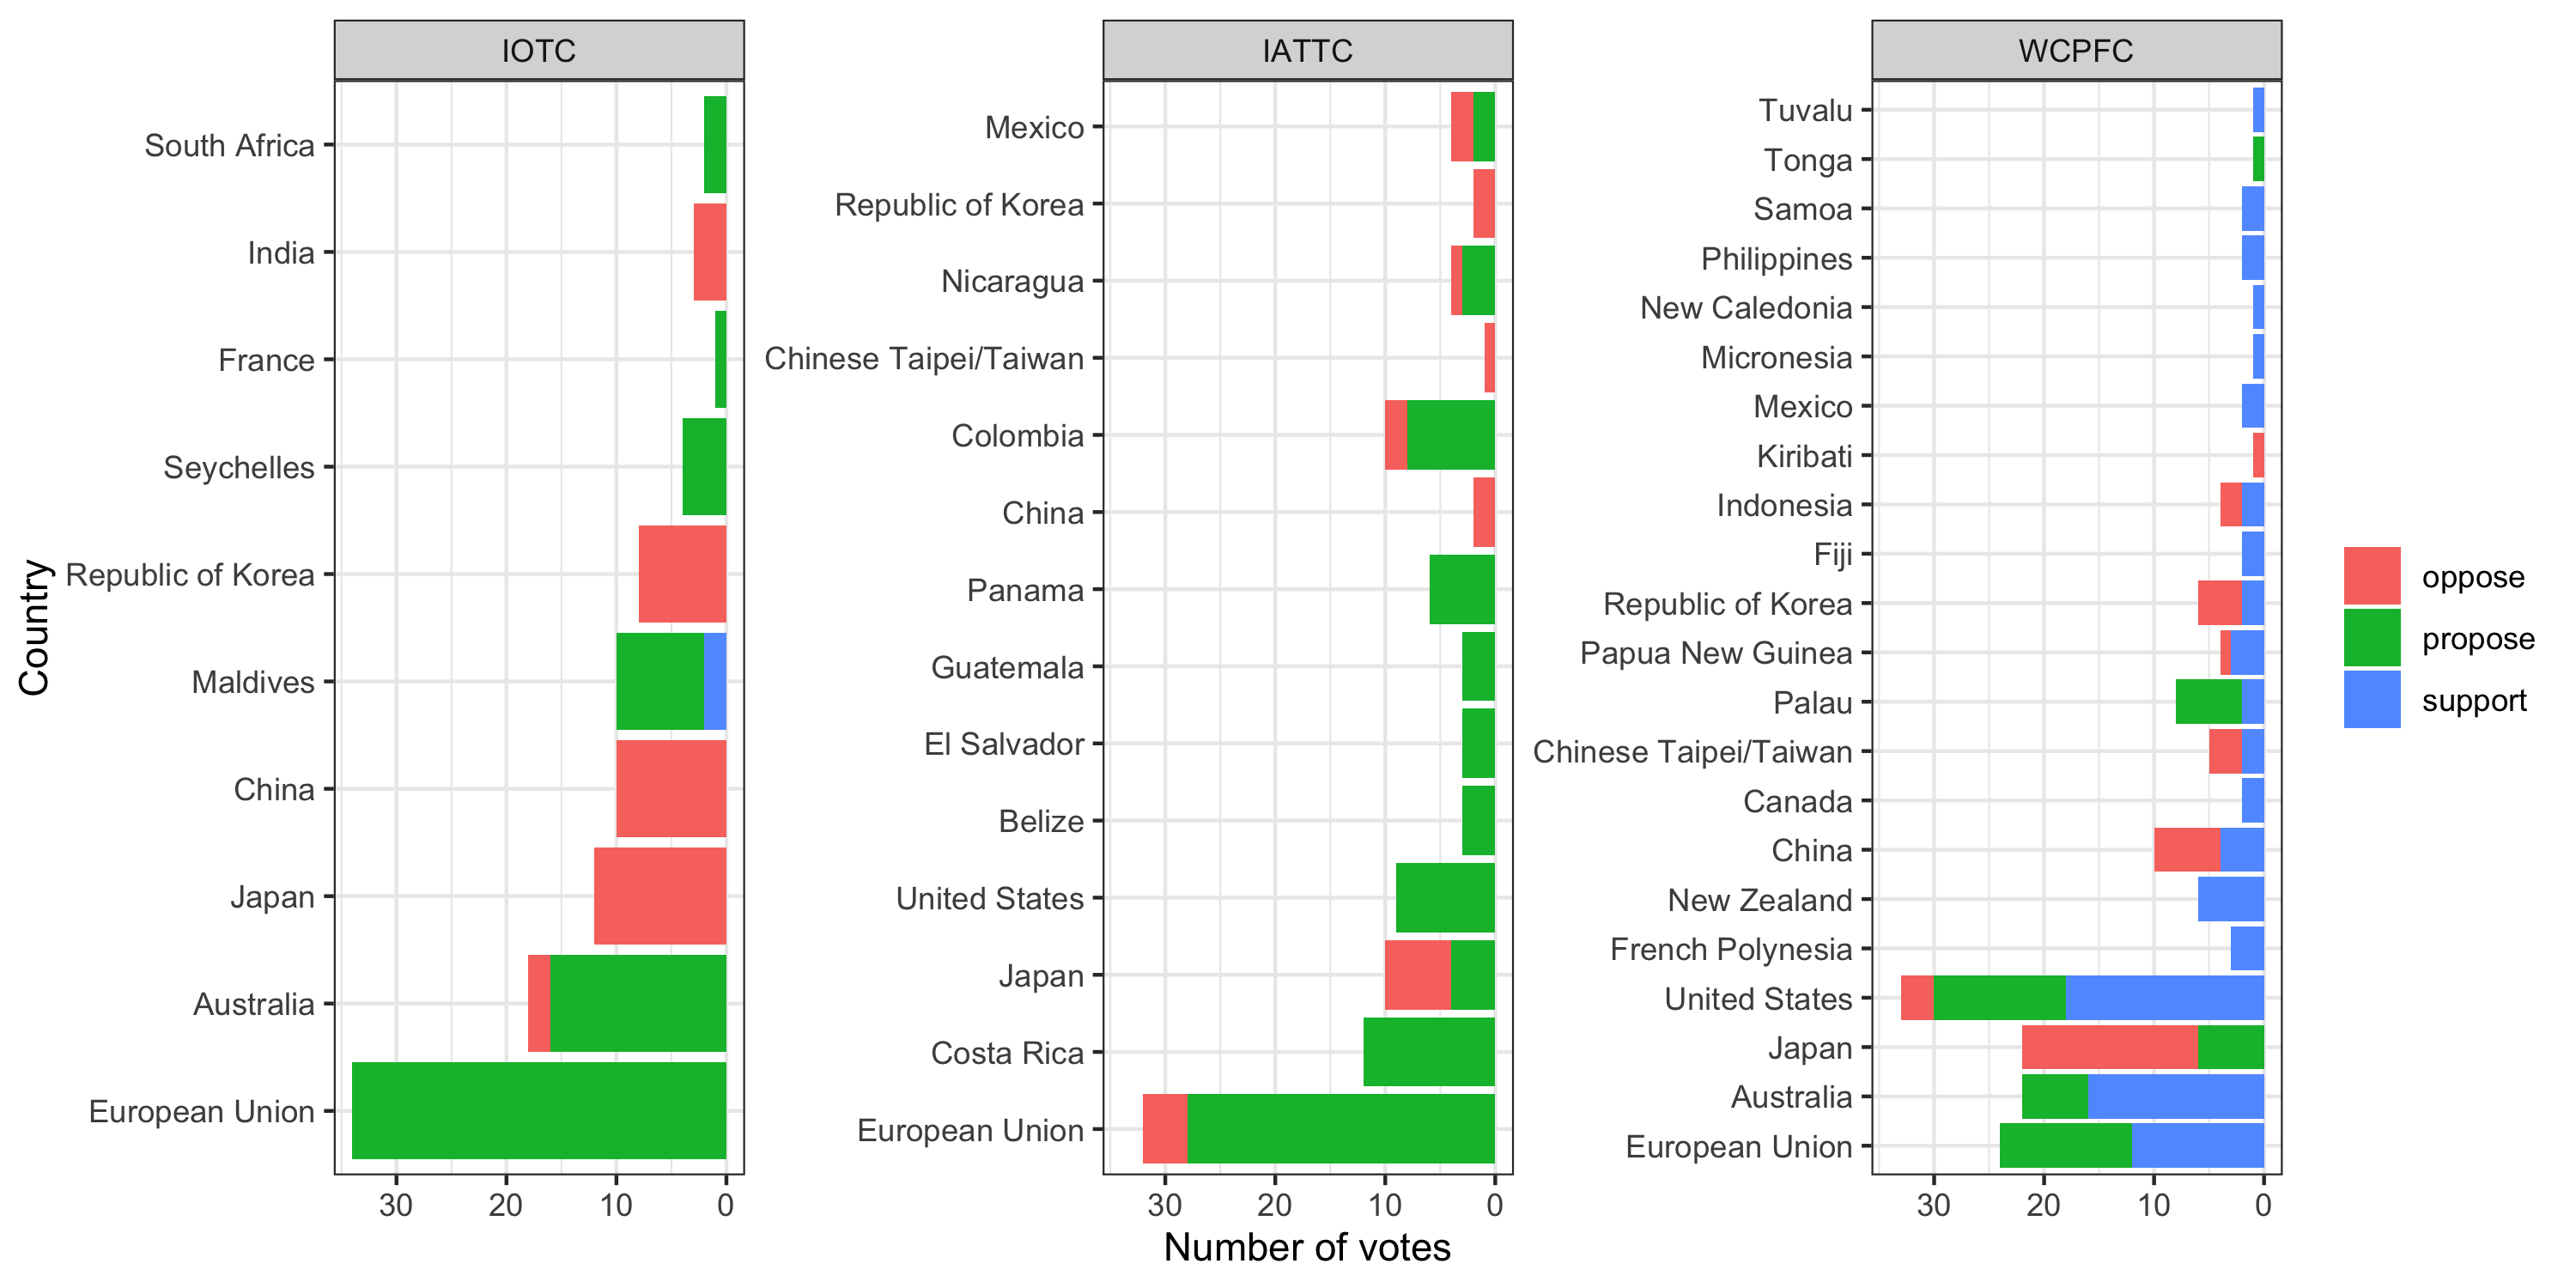 IOTC
IATTC
WCPFC
Country
South Africa
India
France
Seychelles
Republic of Korea
Maldives
China
Japan
Australia
European Union
30 20 10 0
Mexico
Republic of Korea
Nicaragua
Chinese Taipei/Taiwan
Colombia
China
Panama
Guatemala
El Salvador
Belize
United States
Japan
Costa Rica
European Union
30 20 10 0
Tuvalu
Tonga
Samoa
Philippines
New Caledonia
Micronesia
Mexico
Kiribati
Indonesia
Fiji
Republic of Korea
Papua New Guinea
Palau
Chinese Taipei/Taiwan
Canada
China
New Zealand
French Polynesia
United States
Japan
Australia
European Union
30 20 10 0
Number of votes
oppose
propose
support